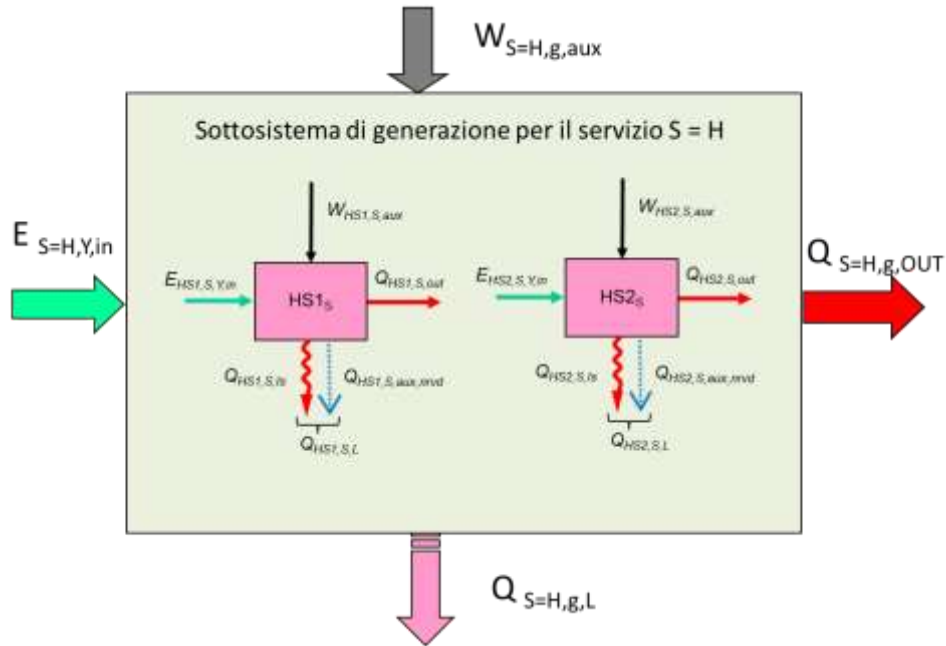 W S=H,g,aux
Sottosistema di generazione per il servizio S = H
W HS1,S,aux
W HS2,S,aux
E S=H,Y,in
Q S=H,g,OUT
E HS1,S,Y,in
Q HS1,S,out
E HS2,S,Y,in
Q HS2,S,out
HS1S
HS2S
Q HS1,S,ls
Q HS1,S,aux,rvd
Q HS2,S,ls
Q HS2,S,aux,rvd
Q HS1,S,L
Q HS2,S,L
Q S=H,g,L